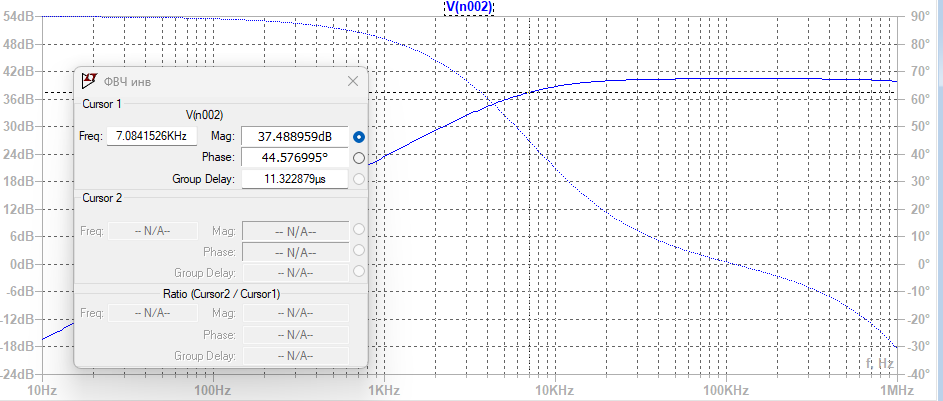 V(n002)
54dB 90°
48dB 80°
42dB 70°
36dB 60°
30dB 50°
24dB 40°
18dB 30°
12dB 20°
6dB 10°
0dB 0°
-6dB -10°
-12dB -20°
-18dB -30°
-24dB -40°
10Hz 100Hz 1KHz 10KHz 100KHz 1MHz
f, Hz
ФВЧ инв
Cursor 1
V(n002)
Freq: 7.0841526KHz Mag: 37.488959dB
Phase: 44.576995°
Group Delay: 11.322879µs
Cursor 2
Freq: -- N/A-- Mag: -- N/A--
Phase: -- N/A--
Group Delay: -- N/A--
Ratio (Cursor2 / Cursor1)
Freq: -- N/A-- Mag: -- N/A--
Phase: -- N/A--
Group Delay: -- N/A--